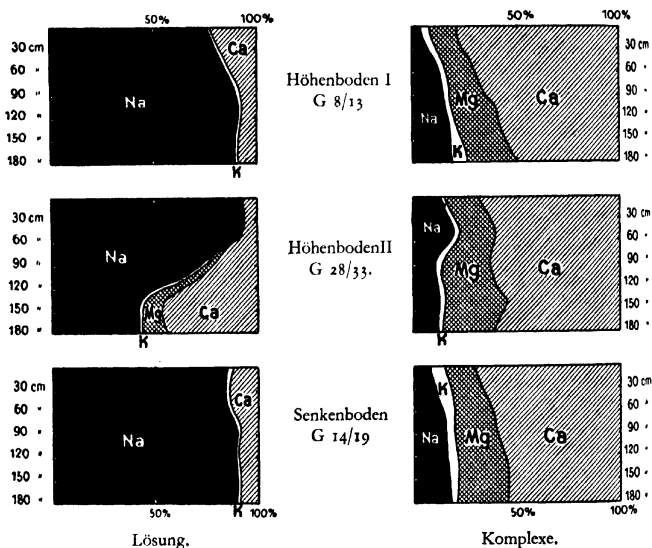 50% 100% 50% 100%
30 cm 60 " 90 " 120 " 150 " 180 "
Na Ca K
Höhenboden I
G 8/13
Na K Mg Ca
30 cm 60 " 90 " 120 " 150 " 180 "
30 cm 60 " 90 " 120 " 150 " 180 "
Na Mg Ca K
Höhenboden II
G 28/33.
Na Mg Ca K
30 cm 60 " 90 " 120 " 150 " 180 "
30 cm 60 " 90 " 120 " 150 " 180 "
Na Ca K
Senkenboden
G 14/19
K Na Mg Ca
30 cm 60 " 90 " 120 " 150 " 180 "
50% 100% 50% 100%
Lösung. Komplexe.